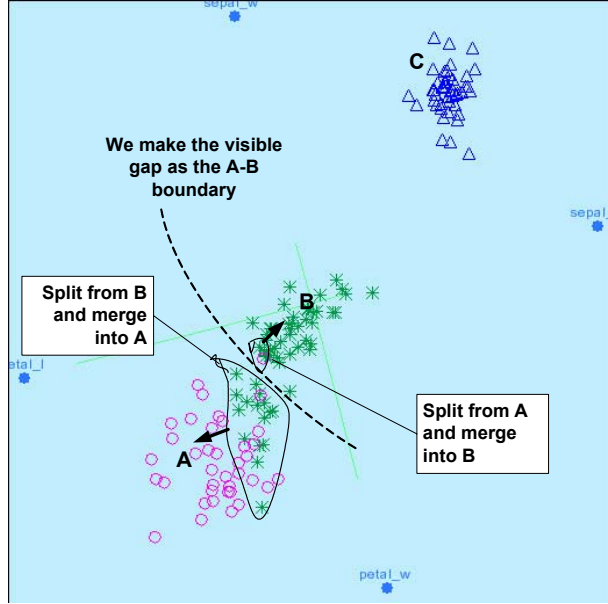 sepal_w
C
We make the visible
gap as the A-B
boundary
sepal_
Split from B
and merge
into A
B
etal_l
Split from A
and merge
into B
A
petal_w